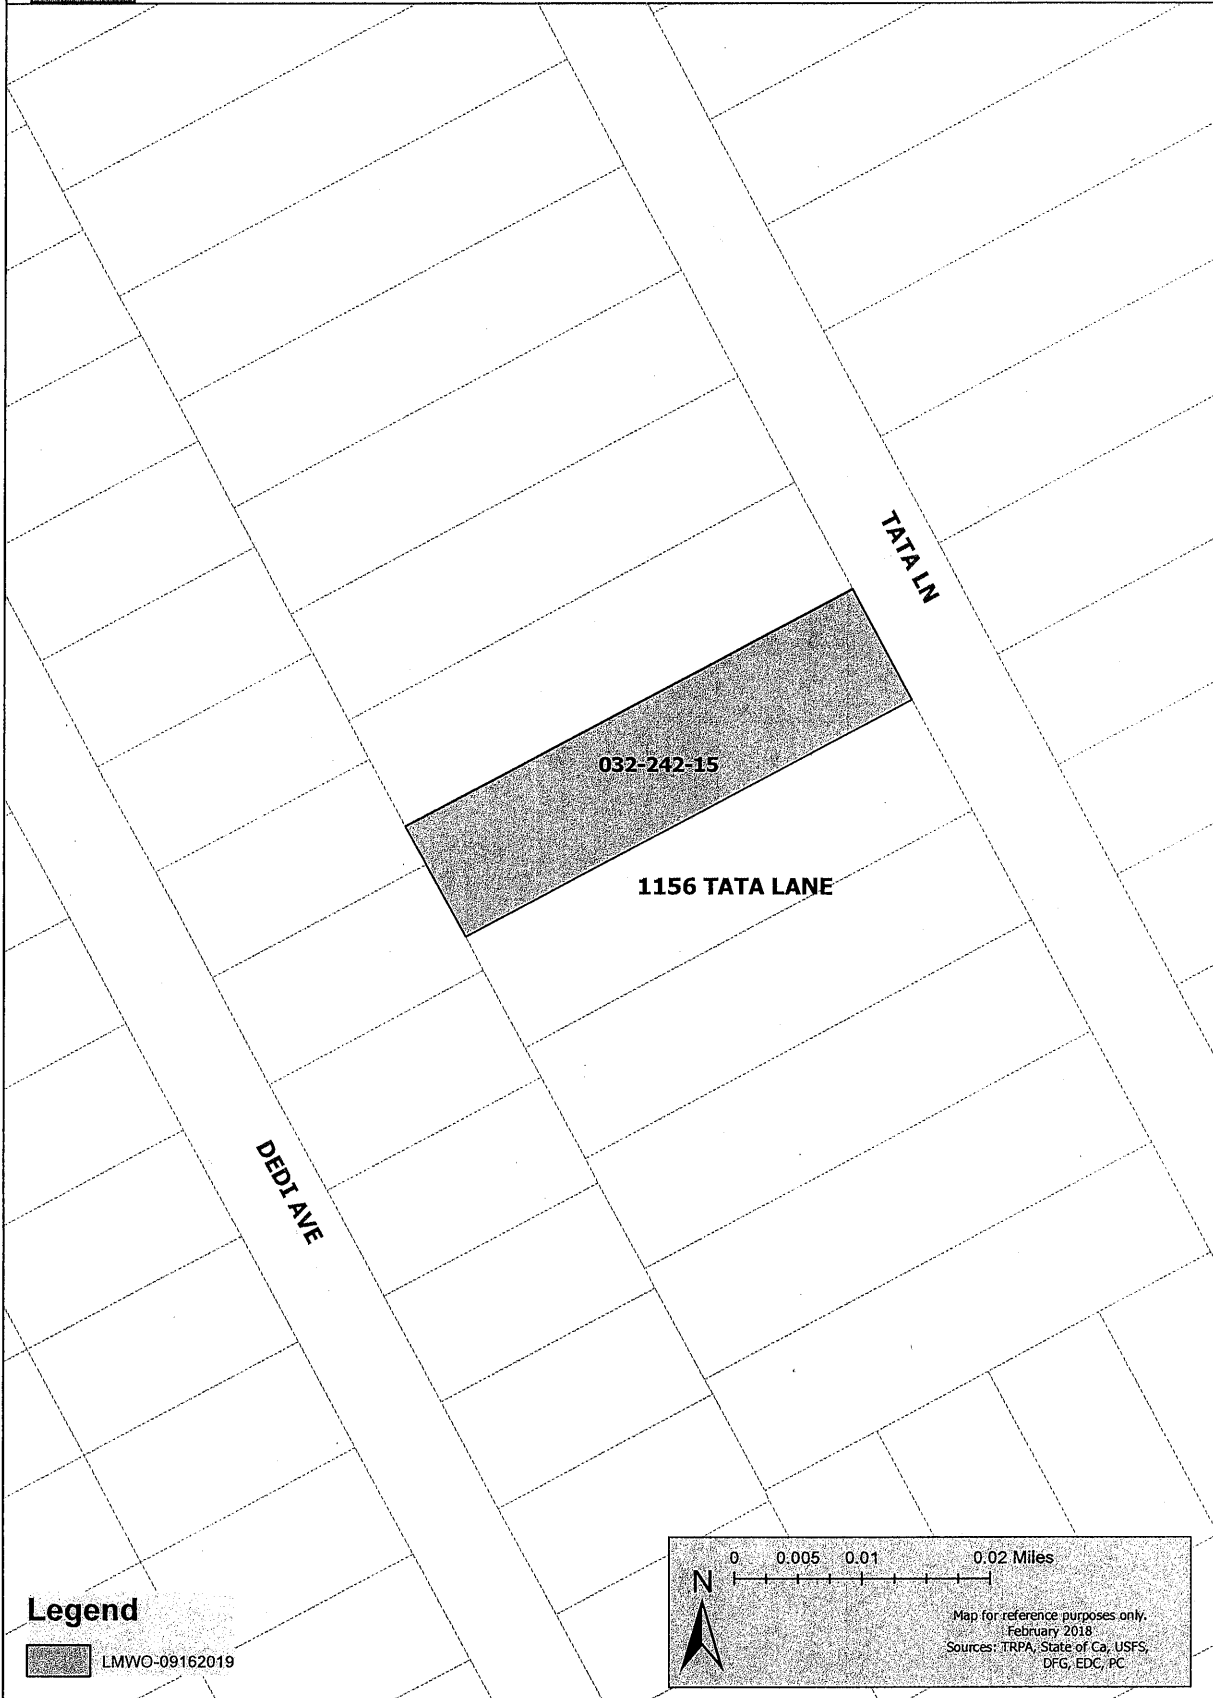 TATA LN
032-242-15
1156 TATA LANE
DEDI AVE
Legend
LMWO-09162019
0 0.005 0.01 0.02 Miles
N
Map for reference purposes only.
February 2018
Sources: TRPA, State of Ca, USFS,
DFG, EDC, PC